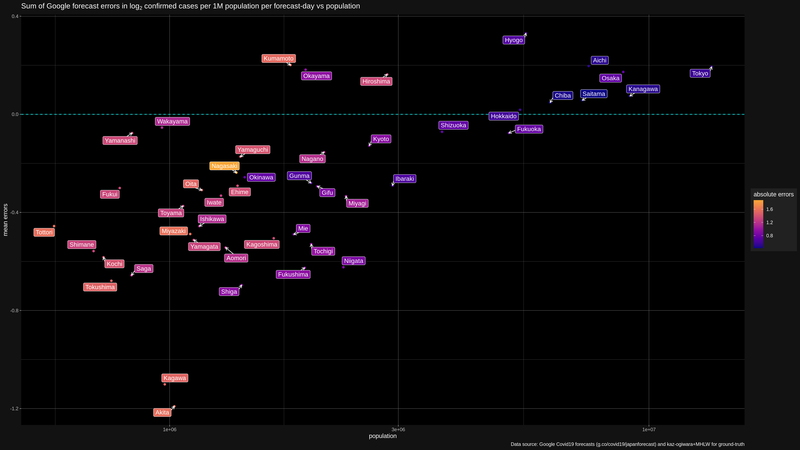 Sum of Google forecast errors in log2 confirmed cases per 1M population per forecast-day vs population
0.4
Hyogo
Kumamoto
Aichi
Okayama
Hiroshima
Osaka
Tokyo
Chiba
Saitama
Kanagawa
0.0
Wakayama
Hokkaido
Shizuoka
Fukuoka
Yamanashi
Kyoto
Yamaguchi
Nagano
Nagasaki
Okinawa
Gunma
Ibaraki
absolute errors
Oita
Fukui
Ehime
Gifu
1.6
Iwate
Miyagi
1.2
mean errors
-0.4
Toyama
Ishikawa
0.8
Tottori
Miyazaki
Mie
Shimane
Yamagata
Kagoshima
Tochigi
Kochi
Saga
Aomori
Niigata
Tokushima
Shiga
Fukushima
-0.8
Kagawa
-1.2
Akita
1e+06
3e+06
1e+07
population
Data source: Google Covid19 forecasts (g.co/covid19/japanforecast) and kaz-ogiwara+MHLW for ground-truth